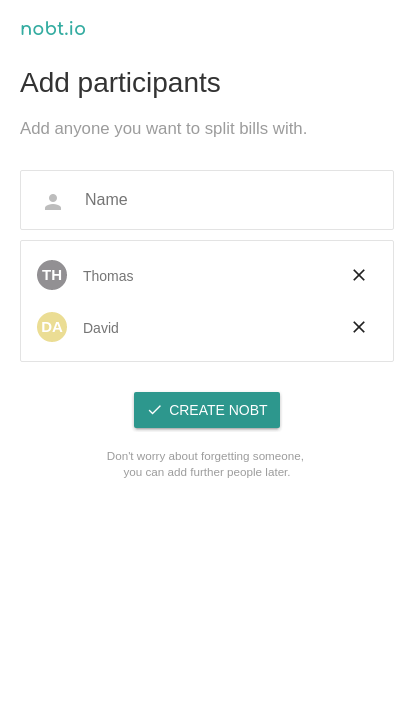 nobt.io
Add participants
Add anyone you want to split bills with.
Name
TH Thomas
DA David
CREATE NOBT
Don't worry about forgetting someone,
you can add further people later.